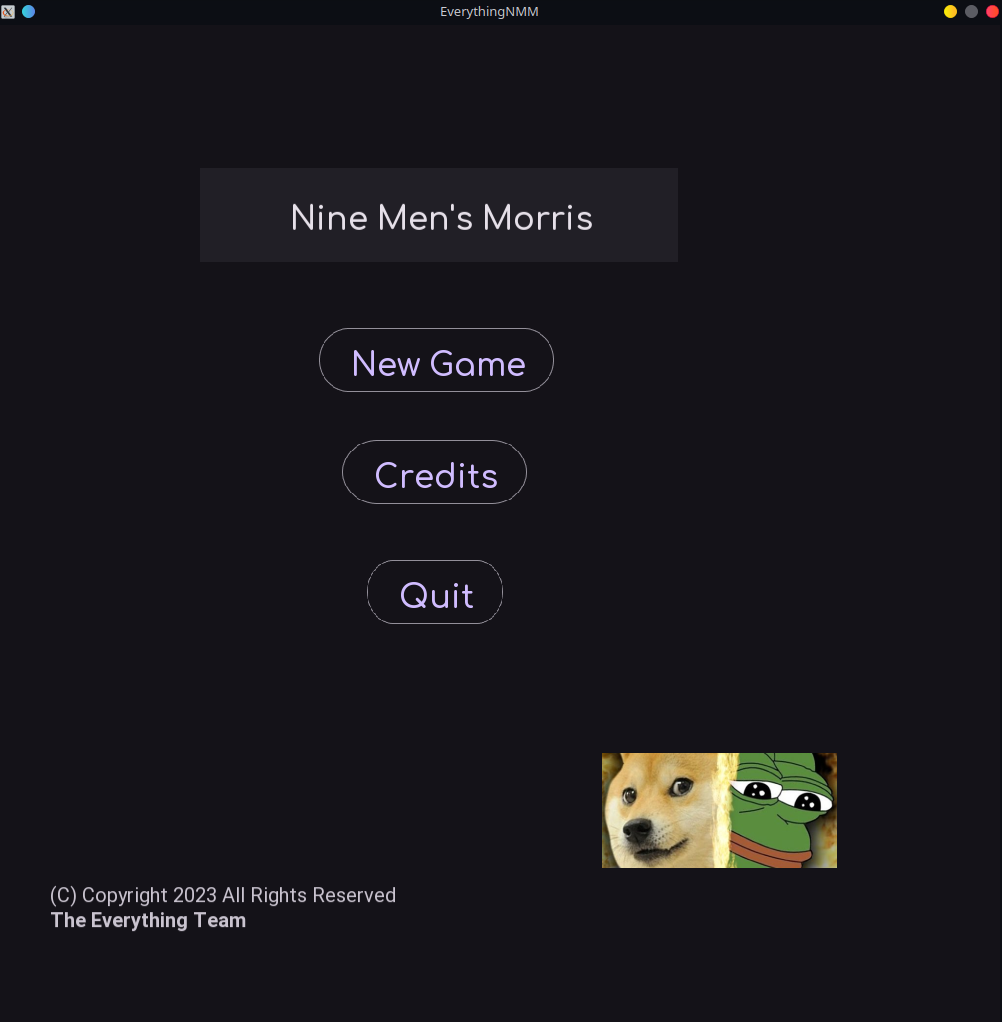 EverythingNMM
Nine Men's Morris
New Game
Credits
Quit
(C) Copyright 2023 All Rights Reserved
The Everything Team